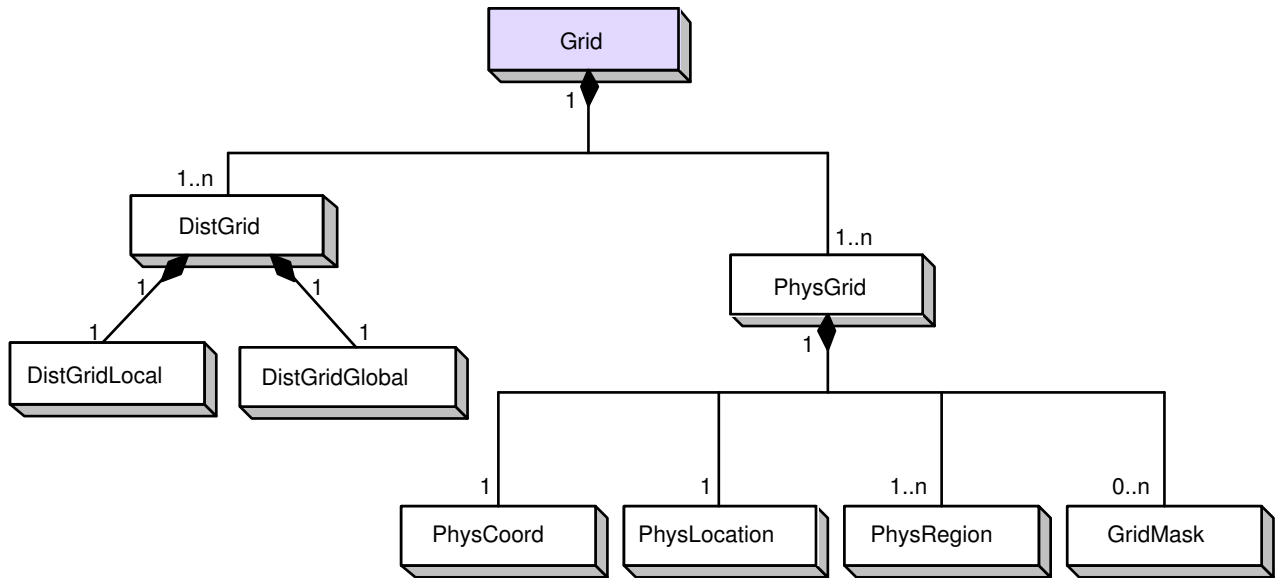 Grid
1
1..n
DistGrid
1..n
PhysGrid
1
1
1
1
1
DistGridLocal
DistGridGlobal
1
1
1..n
0..n
PhysCoord
PhysLocation
PhysRegion
GridMask